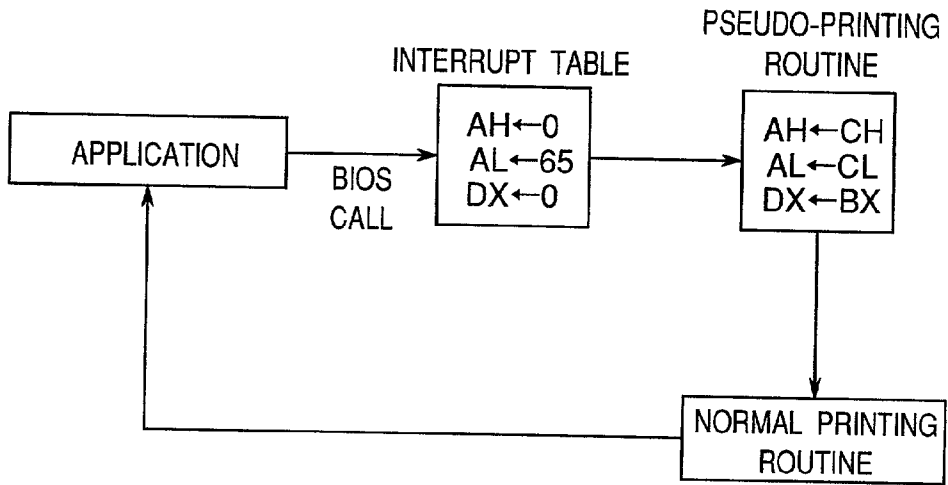 PSEUDO-PRINTING
ROUTINE
INTERRUPT TABLE
APPLICATION
BIOS
CALL
AH←0
AL←65
DX←0
AH←CH
AL←CL
DX←BX
NORMAL PRINTING
ROUTINE